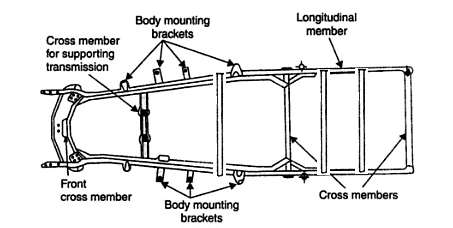 Body mounting
brackets
Longitudinal
member
Cross member
for supporting
transmission
Front
cross member
Body mounting
brackets
Cross members